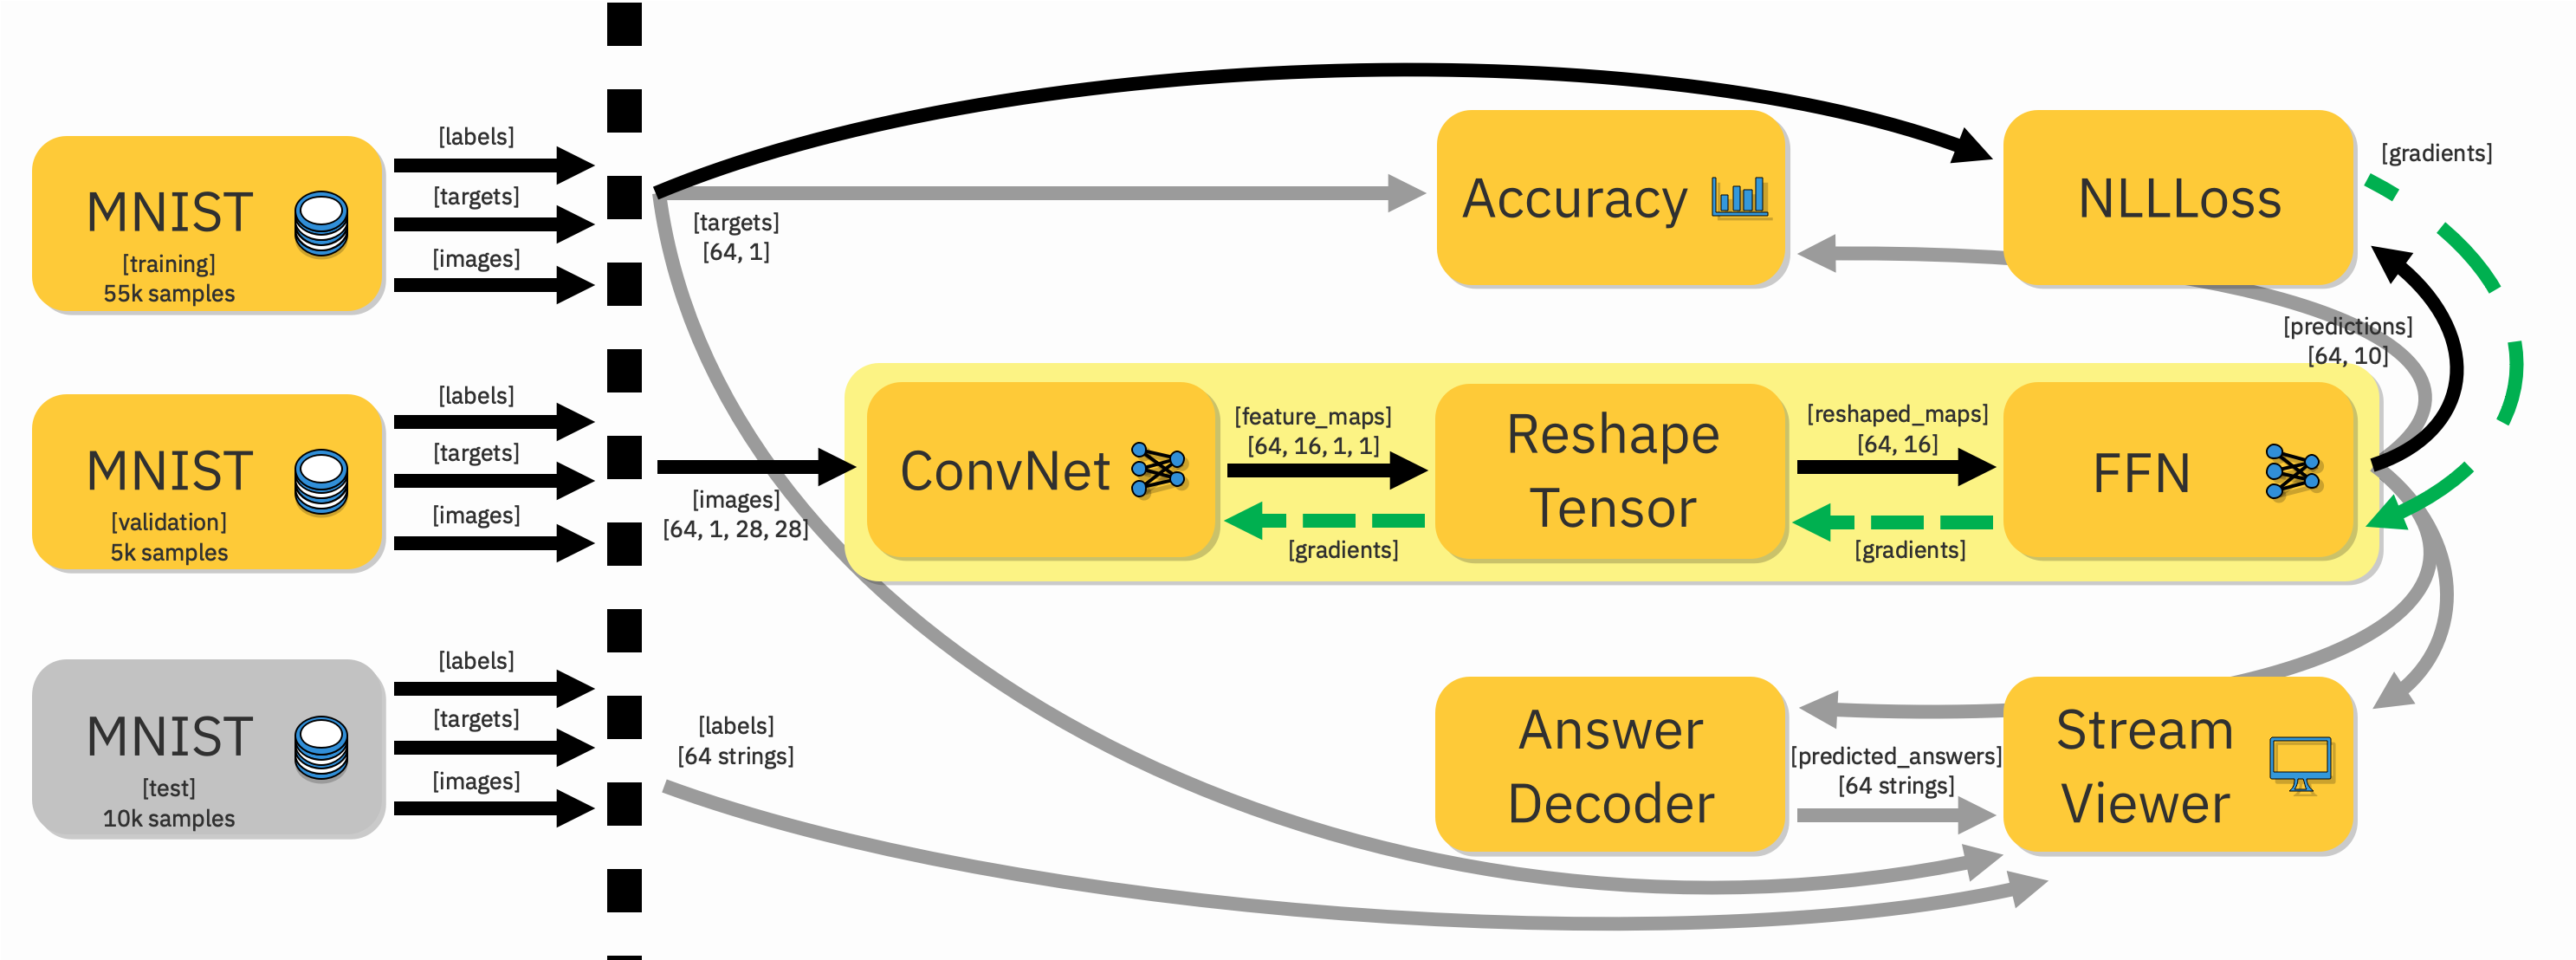 [labels]
[targets]
[images]
MNIST
[training]
55k samples
[labels]
[targets]
[images]
MNIST
[validation]
5k samples
[labels]
[targets]
[images]
MNIST
[test]
10k samples
[targets]
[64, 1]
[images]
[64, 1, 28, 28]
[labels]
[64 strings]
Accuracy
NLLLoss
[gradients]
[predictions]
[64, 10]
ConvNet
[feature_maps]
[64, 16, 1, 1]
[gradients]
Reshape
Tensor
[reshaped_maps]
[64, 16]
[gradients]
FFN
Answer
Decoder
[predicted_answers]
[64 strings]
Stream
Viewer